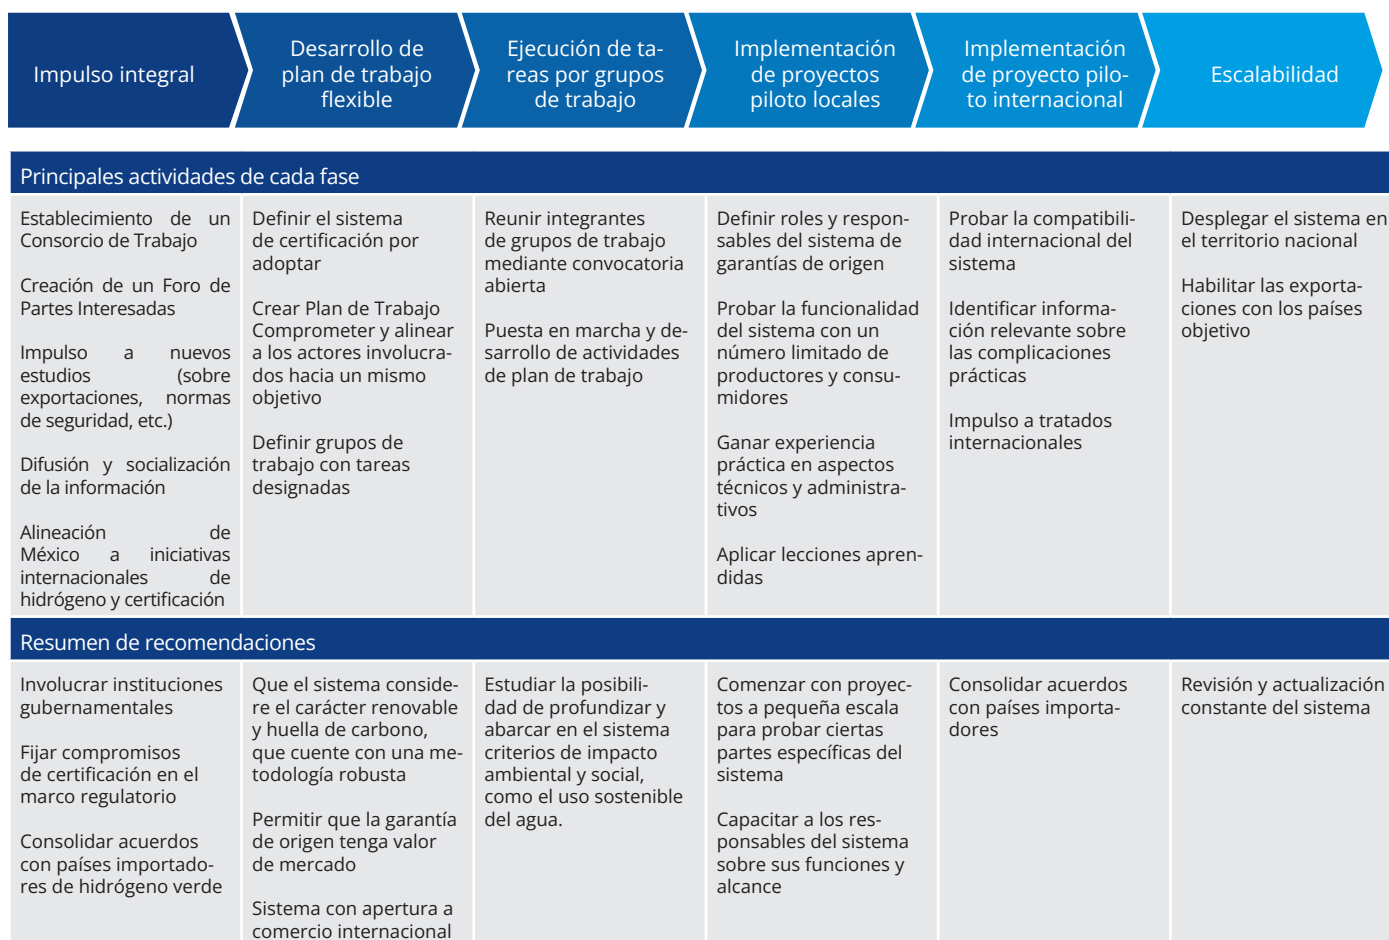 Impulso integral
Desarrollo de
plan de trabajo
flexible
Ejecución de ta-
reas por grupos
de trabajo
Implementación
de proyectos
piloto locales
Implementación
de proyecto pilo-
to internacional
Escalabilidad
Principales actividades de cada fase
Establecimiento de un
Consorcio de Trabajo
Creación de un Foro de
Partes Interesadas
Impulso a nuevos
estudios (sobre
exportaciones, normas
de seguridad, etc.)
Difusión y socialización
de la información
Alineación de
México a iniciativas
internacionales de
hidrógeno y certificación
Definir el sistema
de certificación por
adoptar
Crear Plan de Trabajo
Comprometer y alinear
a los actores involucra-
dos hacia un mismo
objetivo
Definir grupos de
trabajo con tareas
designadas
Reunir integrantes
de grupos de trabajo
mediante convocatoria
abierta
Puesta en marcha y de-
sarrollo de actividades
de plan de trabajo
Definir roles y respon-
sables del sistema de
garantías de origen
Probar la funcionalidad
del sistema con un
número limitado de
productores y consu-
midores
Ganar experiencia
práctica en aspectos
técnicos y administra-
tivos
Aplicar lecciones apren-
didas
Probar la compatibili-
dad internacional del
sistema
Identificar informa-
ción relevante sobre
las complicaciones
prácticas
Impulso a tratados
internacionales
Desplegar el sistema en
el territorio nacional
Habilitar las exporta-
ciones con los países
objetivo
Resumen de recomendaciones
Involucrar instituciones
gubernamentales
Fijar compromisos
de certificación en el
marco regulatorio
Consolidar acuerdos
con países importado-
res de hidrógeno verde
Que el sistema conside-
re el carácter renovable
y huella de carbono,
que cuente con una me-
todología robusta
Permitir que la garantía
de origen tenga valor
de mercado
Sistema con apertura a
comercio internacional
Estudiar la posibili-
dad de profundizar y
abarcar en el sistema
criterios de impacto
ambiental y social,
como el uso sostenible
del agua.
Comenzar con proyec-
tos a pequeña escala
para probar ciertas
partes específicas del
sistema
Capacitar a los res-
ponsables del sistema
sobre sus funciones y
alcance
Consolidar acuerdos
con países importa-
dores
Revisión y actualización
constante del sistema